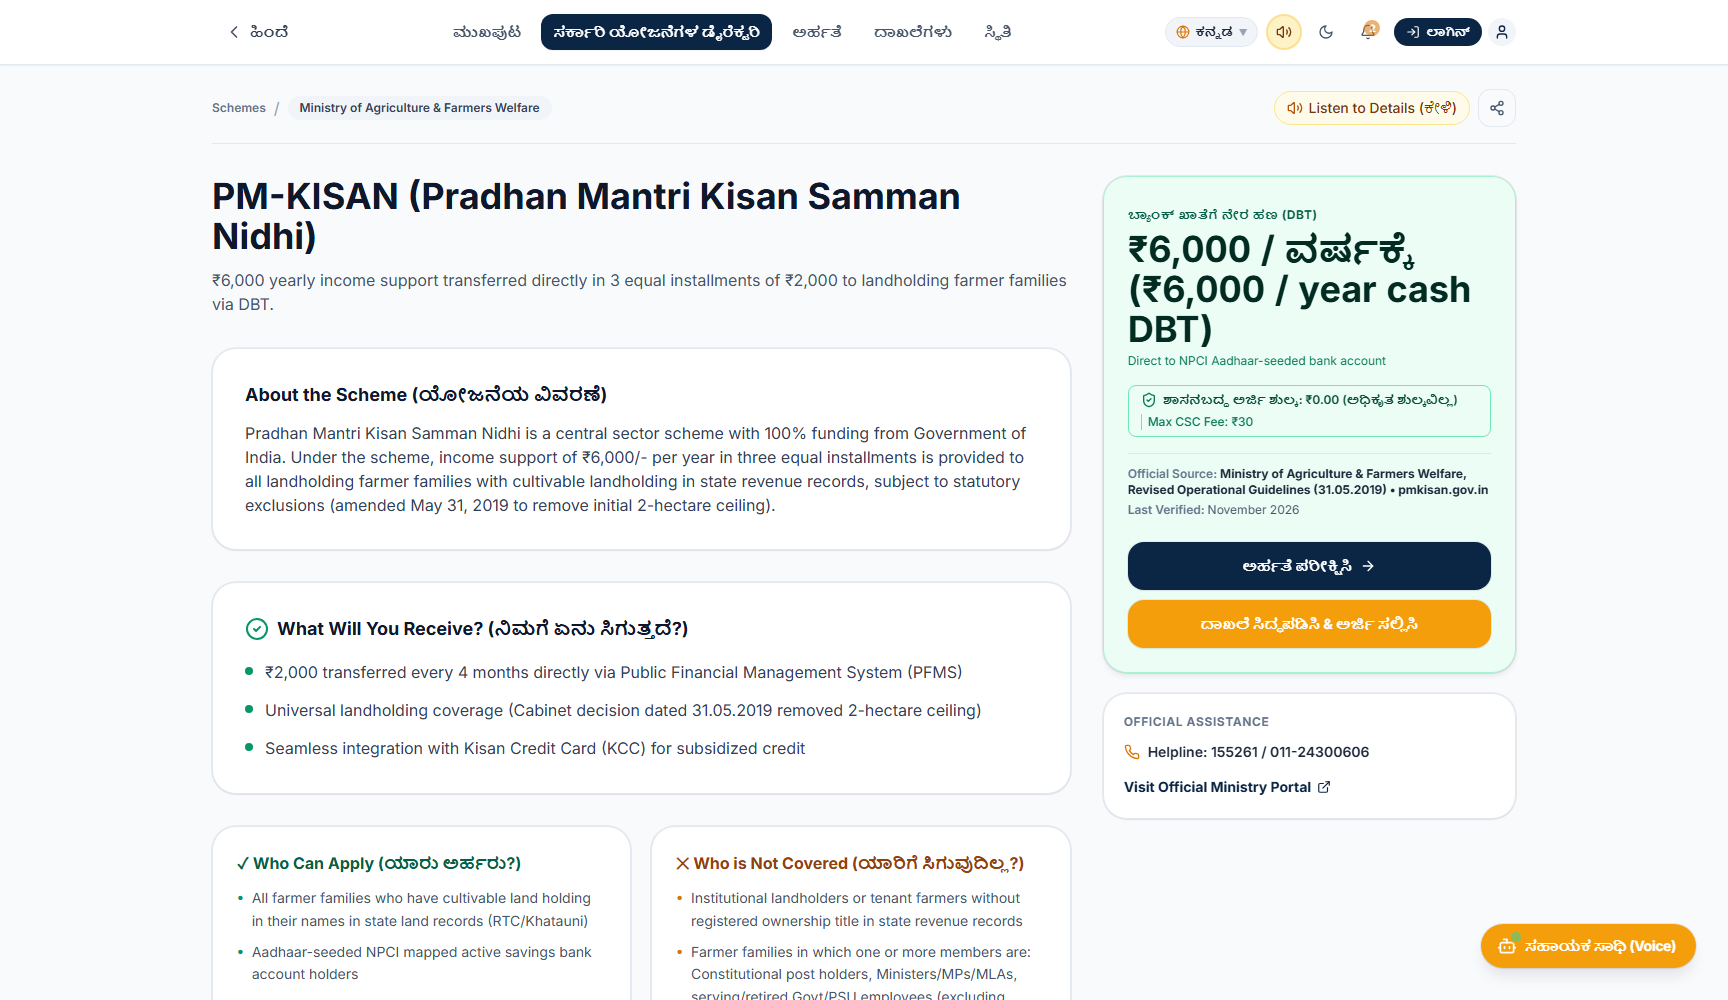 ಹಿಂದೆ
ಮುಖಪುಟ
ಸರ್ಕಾರಿ ಯೋಜನೆಗಳ ಡೈರೆಕ್ಟರಿ
ಅರ್ಹತೆ
ದಾಖಲೆಗಳು
ಸ್ಥಿತಿ
ಕನ್ನಡ
ಲಾಗಿನ್
Schemes / Ministry of Agriculture & Farmers Welfare
Listen to Details (ಕೇಳಿ)
PM-KISAN (Pradhan Mantri Kisan Samman
Nidhi)
₹6,000 yearly income support transferred directly in 3 equal installments of ₹2,000 to landholding farmer families
via DBT.
About the Scheme (ಯೋಜನೆಯ ವಿವರಣೆ)
Pradhan Mantri Kisan Samman Nidhi is a central sector scheme with 100% funding from Government of
India. Under the scheme, income support of ₹6,000/- per year in three equal installments is provided to
all landholding farmer families with cultivable landholding in state revenue records, subject to statutory
exclusions (amended May 31, 2019 to remove initial 2-hectare ceiling).
What Will You Receive? (ನಿಮಗೆ ಏನು ಸಿಗುತ್ತದೆ?)
₹2,000 transferred every 4 months directly via Public Financial Management System (PFMS)
Universal landholding coverage (Cabinet decision dated 31.05.2019 removed 2-hectare ceiling)
Seamless integration with Kisan Credit Card (KCC) for subsidized credit
✓ Who Can Apply (ಯಾರು ಅರ್ಹರು?)
All farmer families who have cultivable land holding
in their names in state land records (RTC/Khatauni)
Aadhaar-seeded NPCI mapped active savings bank
account holders
✕ Who is Not Covered (ಯಾರಿಗೆ ಸಿಗುವುದಿಲ್ಲ?)
Institutional landholders or tenant farmers without
registered ownership title in state revenue records
Farmer families in which one or more members are:
Constitutional post holders, Ministers/MPs/MLAs,
serving/retired Govt/PSU employees (excluding
ಬ್ಯಾಂಕ್ ಖಾತೆಗೆ ನೇರ ಹಣ (DBT)
₹6,000 / ವರ್ಷಕ್ಕೆ
(₹6,000 / year cash
DBT)
Direct to NPCI Aadhaar-seeded bank account
ಶಾಸನಬದ್ಧ ಅರ್ಜಿ ಶುಲ್ಕ: ₹0.00 (ಅಧಿಕೃತ ಶುಲ್ಕವಿಲ್ಲ)
Max CSC Fee: ₹30
Official Source: Ministry of Agriculture & Farmers Welfare,
Revised Operational Guidelines (31.05.2019) • pmkisan.gov.in
Last Verified: November 2026
ಅರ್ಹತೆ ಪರೀಕ್ಷಿಸಿ →
ದಾಖಲೆ ಸಿದ್ಧಪಡಿಸಿ & ಅರ್ಜಿ ಸಲ್ಲಿಸಿ
OFFICIAL ASSISTANCE
Helpline: 155261 / 011-24300606
Visit Official Ministry Portal
ಸಹಾಯಕ ಸಾಥಿ (Voice)